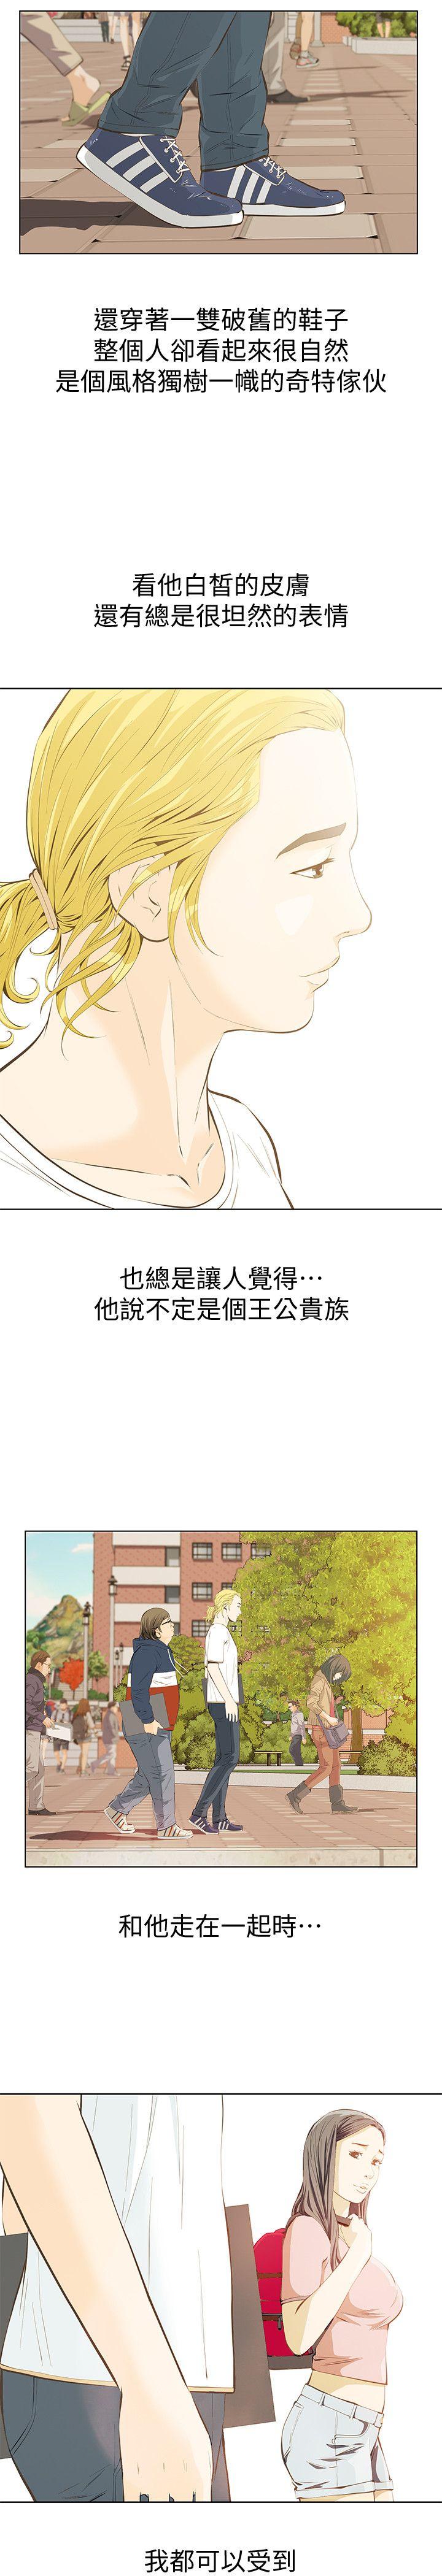 還穿著一雙破舊的鞋子
整個人卻看起來很自然
是個風格獨樹一幟的奇特傢伙
看他白皙的皮膚
還有總是很坦然的表情
也總是讓人覺得⋯
他說不定是個王公貴族
和他走在一起時⋯
我都可以受到